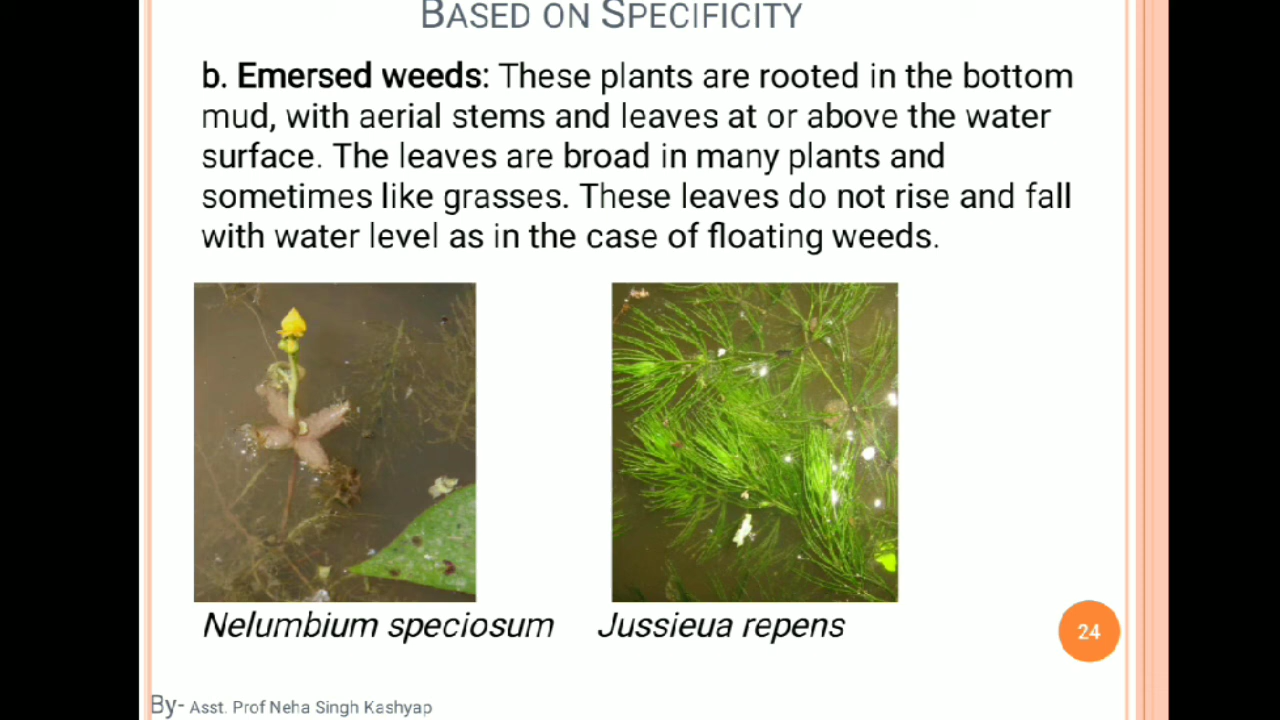 BASED ON SPECIFICITY
b. Emersed weeds: These plants are rooted in the bottom
mud, with aerial stems and leaves at or above the water
surface. The leaves are broad in many plants and
sometimes like grasses. These leaves do not rise and fall
with water level as in the case of floating weeds.
Nelumbium speciosum
Jussieua repens
24
By- Asst. Prof Neha Singh Kashyap